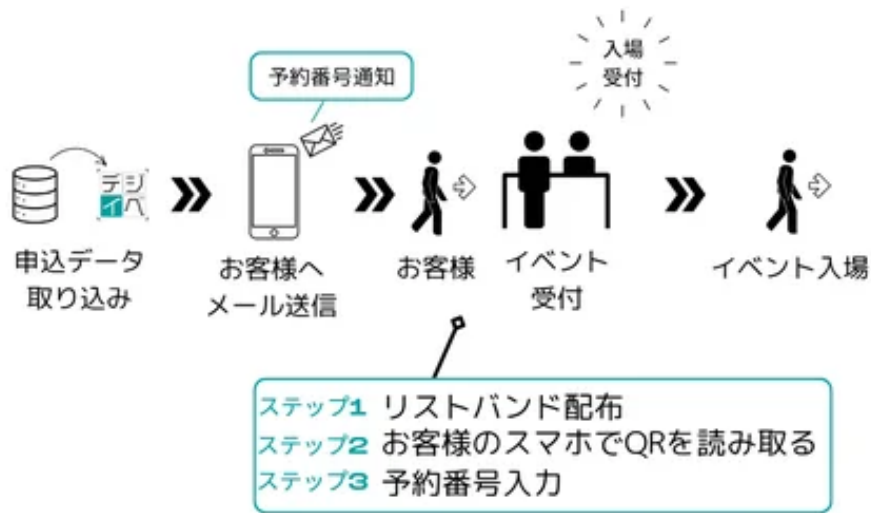 入場
受付
予約番号通知
デジ
イベ
申込データ
取り込み
お客様へ
メール送信
お客様
イベント
受付
イベント入場
ステップ1 リストバンド配布
ステップ2 お客様のスマホでQRを読み取る
ステップ3 予約番号入力